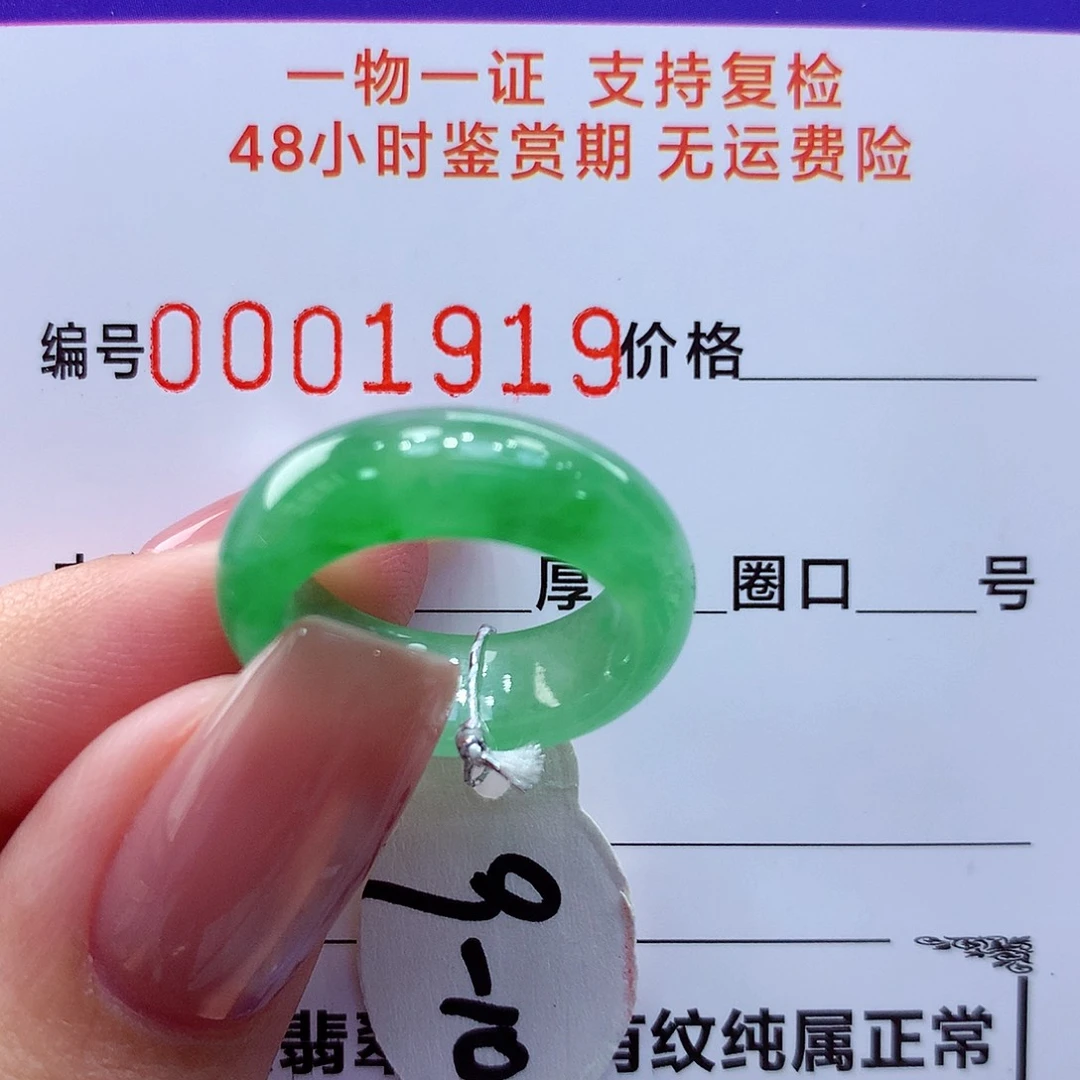 一物一证 支持复检
48小时鉴赏期 无运费险
编号0001919价格
厚 圈口 号
9-10
翡翠 有纹纯属正常